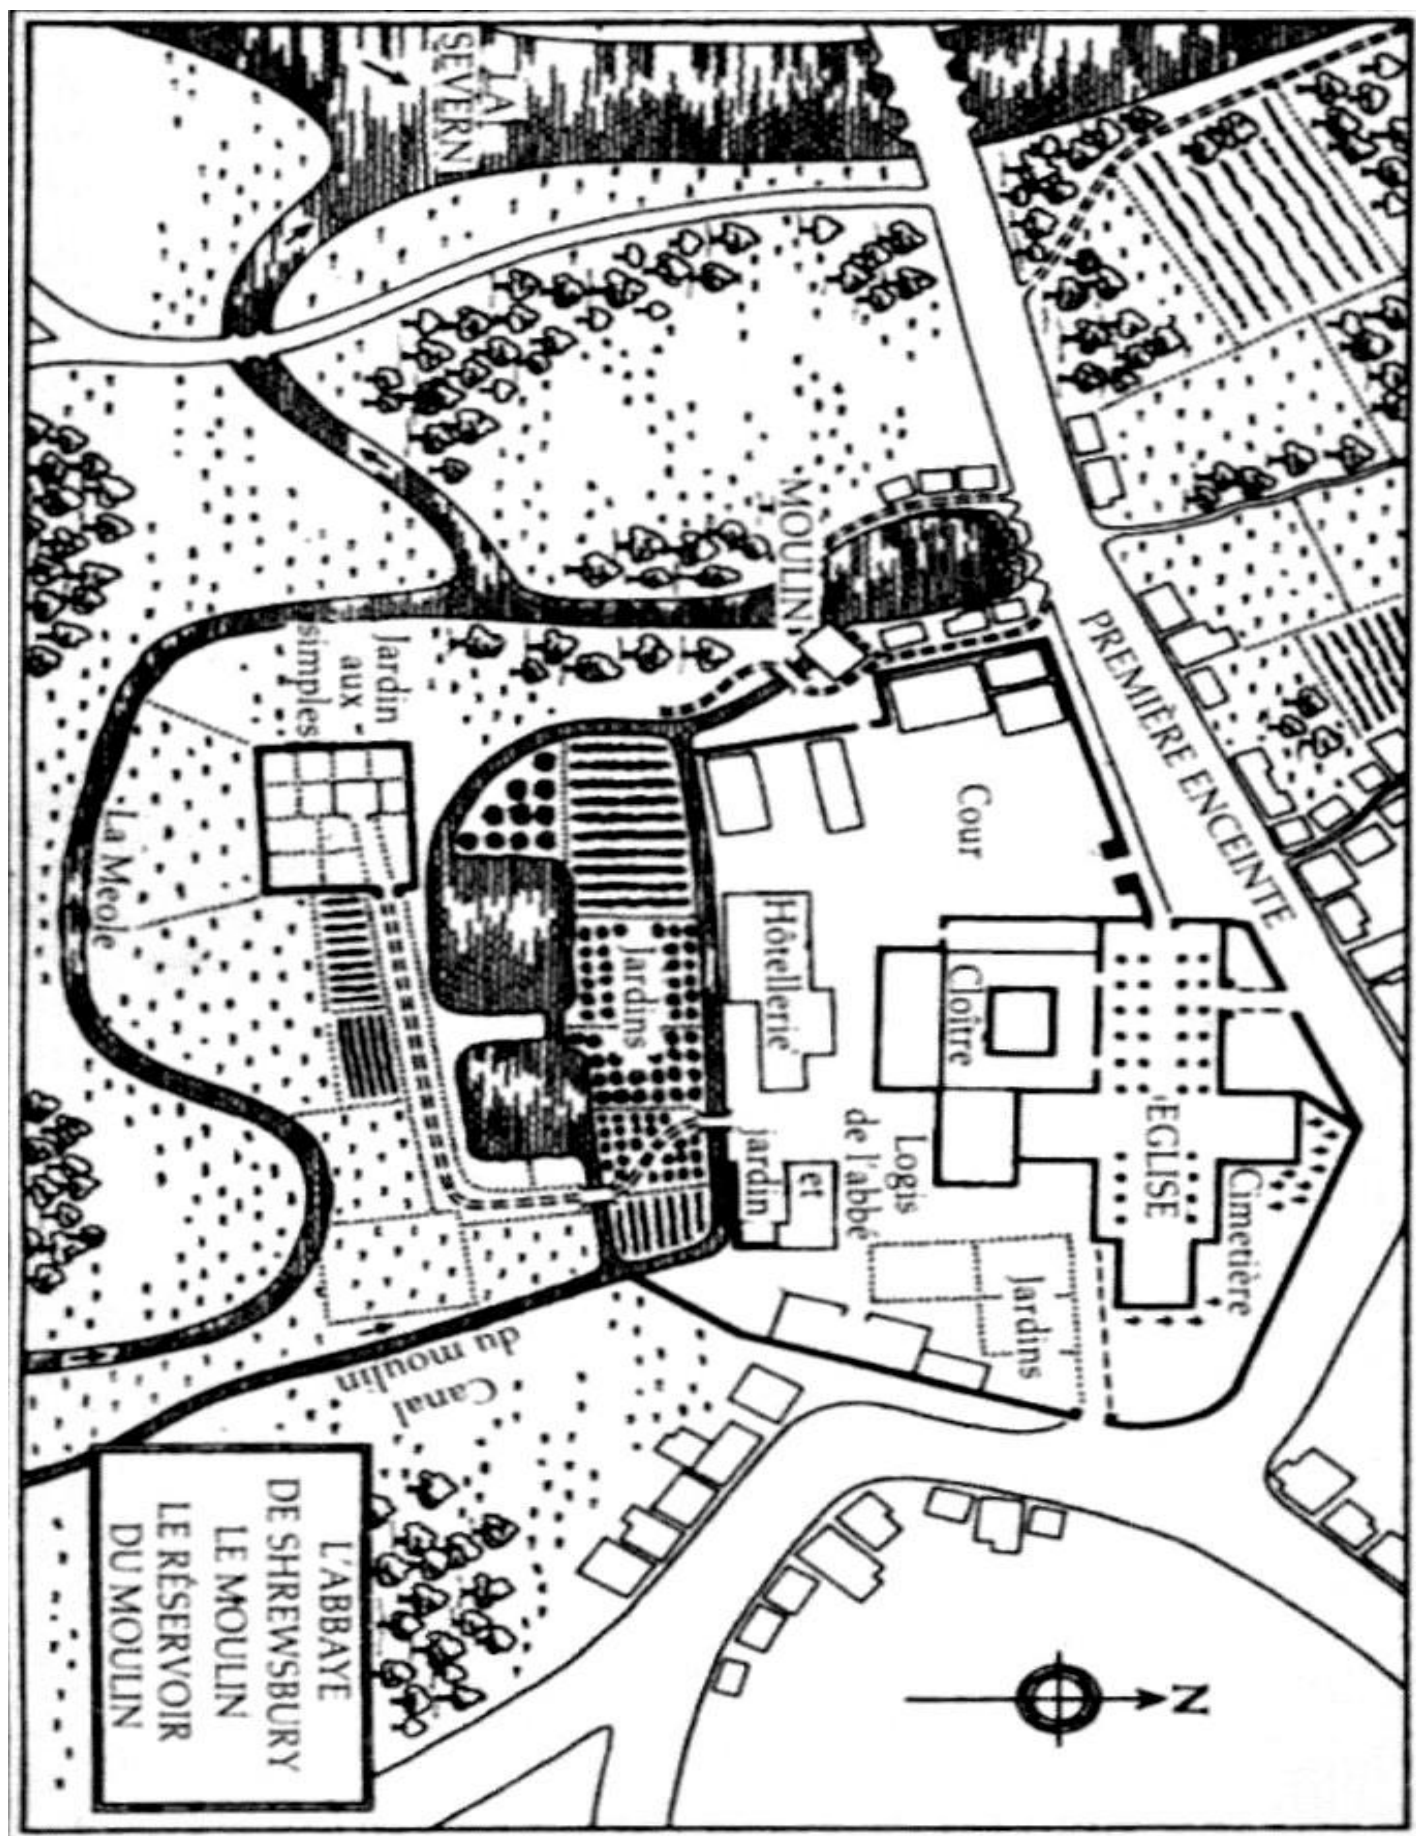 LA
SEVERN
PREMIÈRE ENCEINTE
MOULIN
Cour
Jardin
aux
simples
La Meole
Hôtellerie
Cloître
ÉGLISE
Cimetière
Jardins
Logis
de l'abbé
et
jardin
Jardins
Canal
du moulin
N
L'ABBAYE
DE SHREWSBURY
LE MOULIN
LE RÉSERVOIR
DU MOULIN